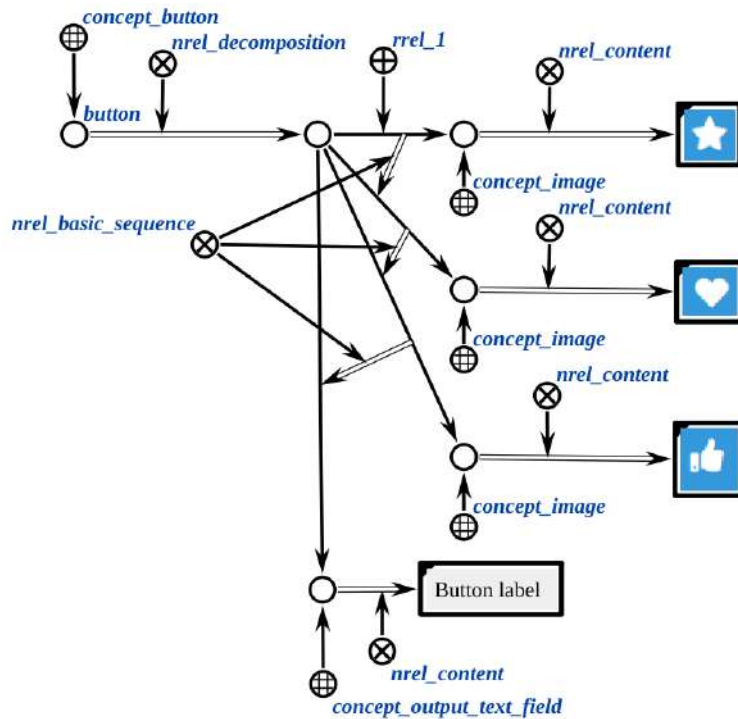 concept_button
nrel_decomposition
rrel_1
nrel_content
button
concept_image
nrel_content
nrel_basic_sequence
concept_image
nrel_content
concept_image
Button label
nrel_content
concept_output_text_field